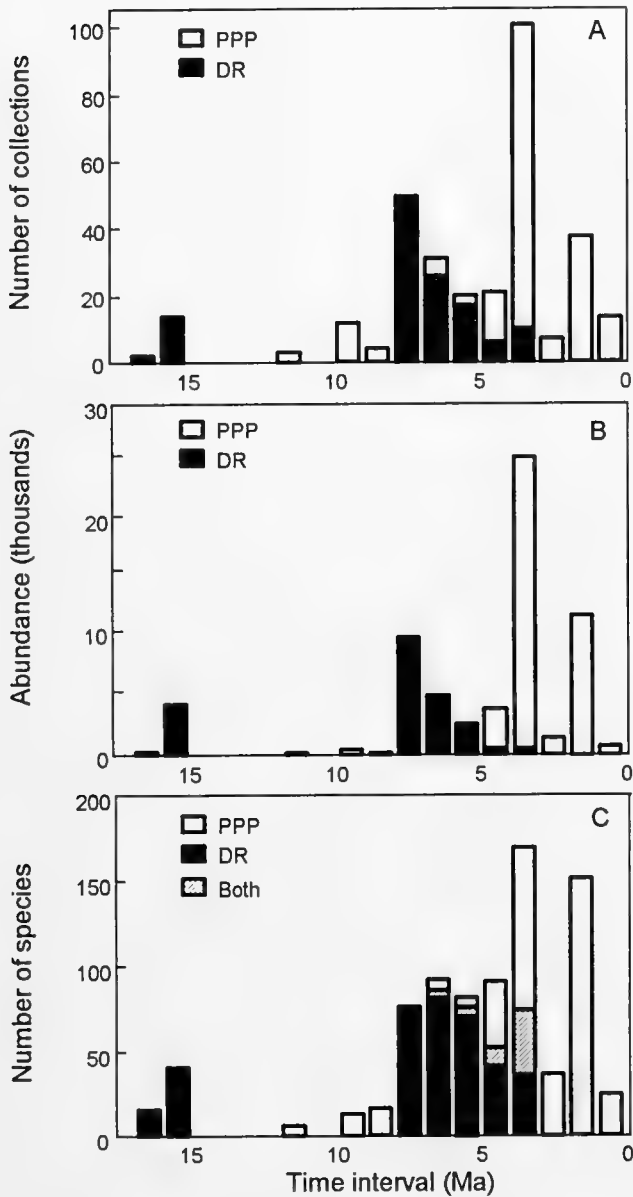 A
PPP
DR
Number of collections
100
80
60
40
20
0
15
10
5
0
B
PPP
DR
Abundance (thousands)
30
20
10
0
15
10
5
0
C
PPP
DR
Both
Number of species
200
150
100
50
0
15
10
5
0
Time interval (Ma)